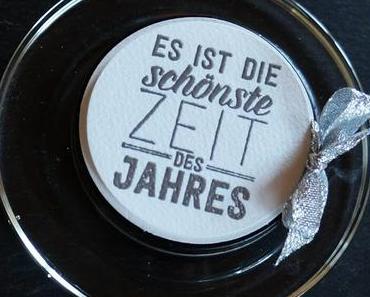 ES IST DIE
schönste
ZEIT
DES
JAHRES